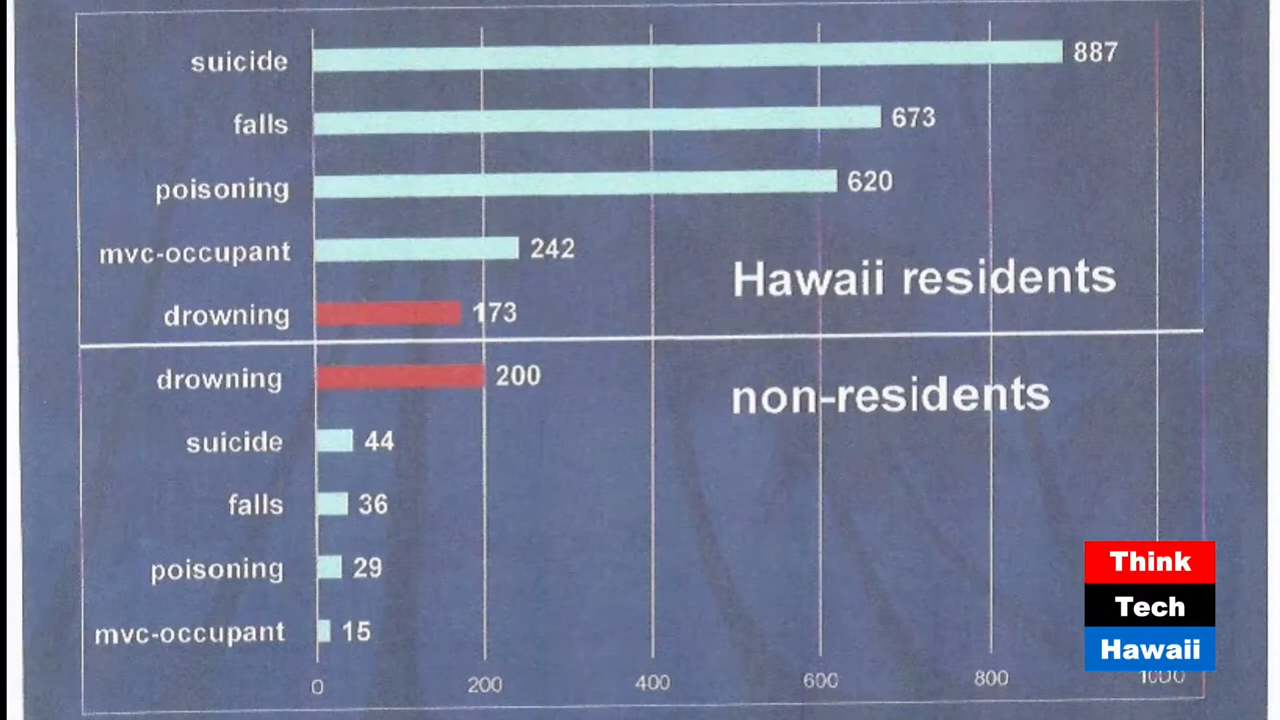 suicide 887
falls 673
poisoning 620
mvc-occupant 242
Hawaii residents
drowning 173
drowning 200
non-residents
suicide 44
falls 36
poisoning 29
mvc-occupant 15
0 200 400 600 800 1000
Think
Tech
Hawaii